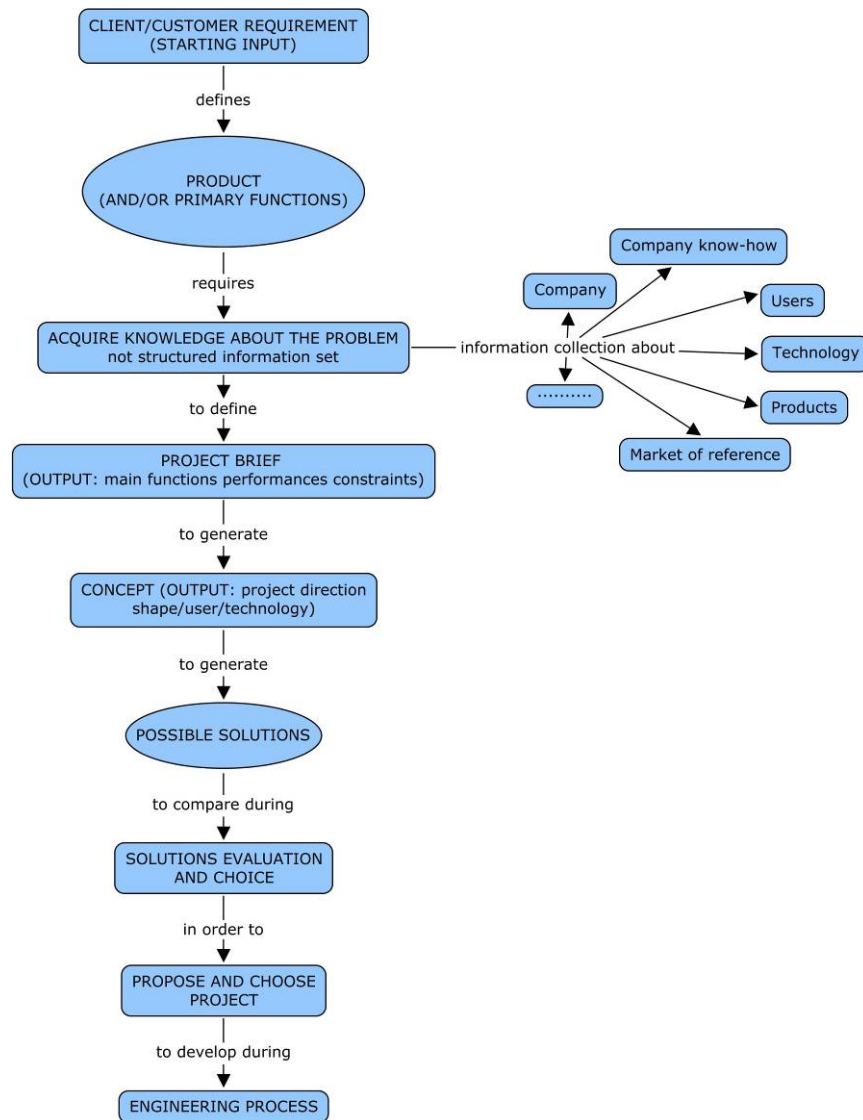 CLIENT/CUSTOMER REQUIREMENT
(STARTING INPUT)
defines
PRODUCT
(AND/OR PRIMARY FUNCTIONS)
requires
ACQUIRE KNOWLEDGE ABOUT THE PROBLEM
not structured information set
information collection about
Company know-how
Company
Users
Technology
Products
Market of reference
..........
to define
PROJECT BRIEF
(OUTPUT: main functions performances constraints)
to generate
CONCEPT (OUTPUT: project direction
shape/user/technology)
to generate
POSSIBLE SOLUTIONS
to compare during
SOLUTIONS EVALUATION
AND CHOICE
in order to
PROPOSE AND CHOOSE
PROJECT
to develop during
ENGINEERING PROCESS